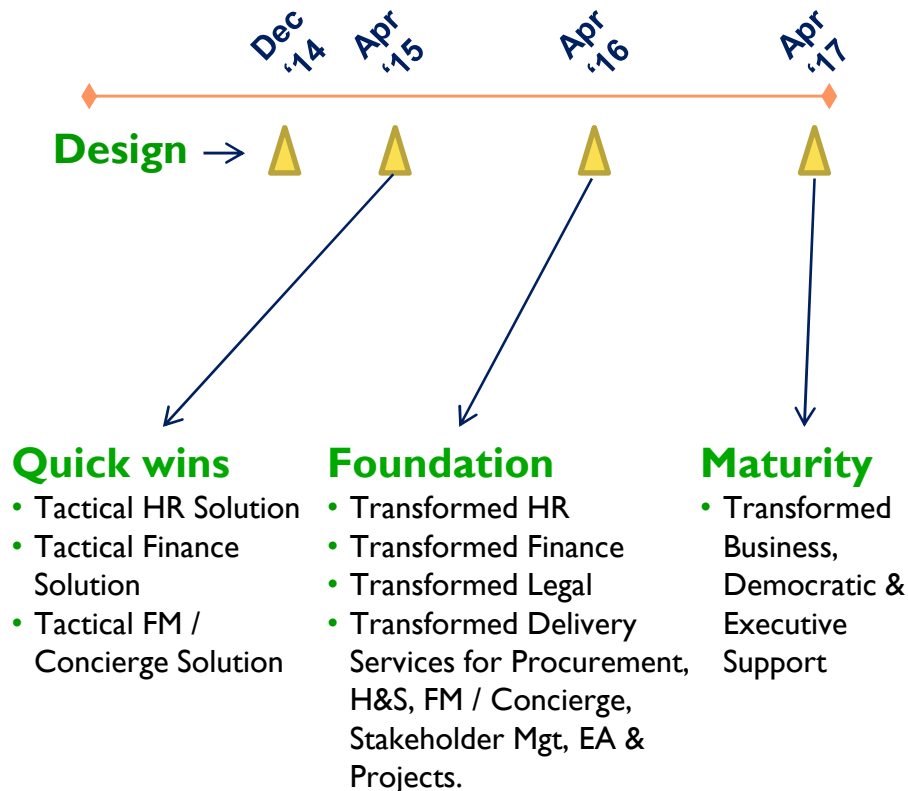 Dec
‘14
Apr
‘15
Apr
‘16
Apr
‘17
Design
Quick wins
• Tactical HR Solution
• Tactical Finance
Solution
• Tactical FM /
Concierge Solution
Foundation
• Transformed HR
• Transformed Finance
• Transformed Legal
• Transformed Delivery
Services for Procurement,
H&S, FM / Concierge,
Stakeholder Mgt, EA &
Projects.
Maturity
• Transformed
Business,
Democratic &
Executive
Support